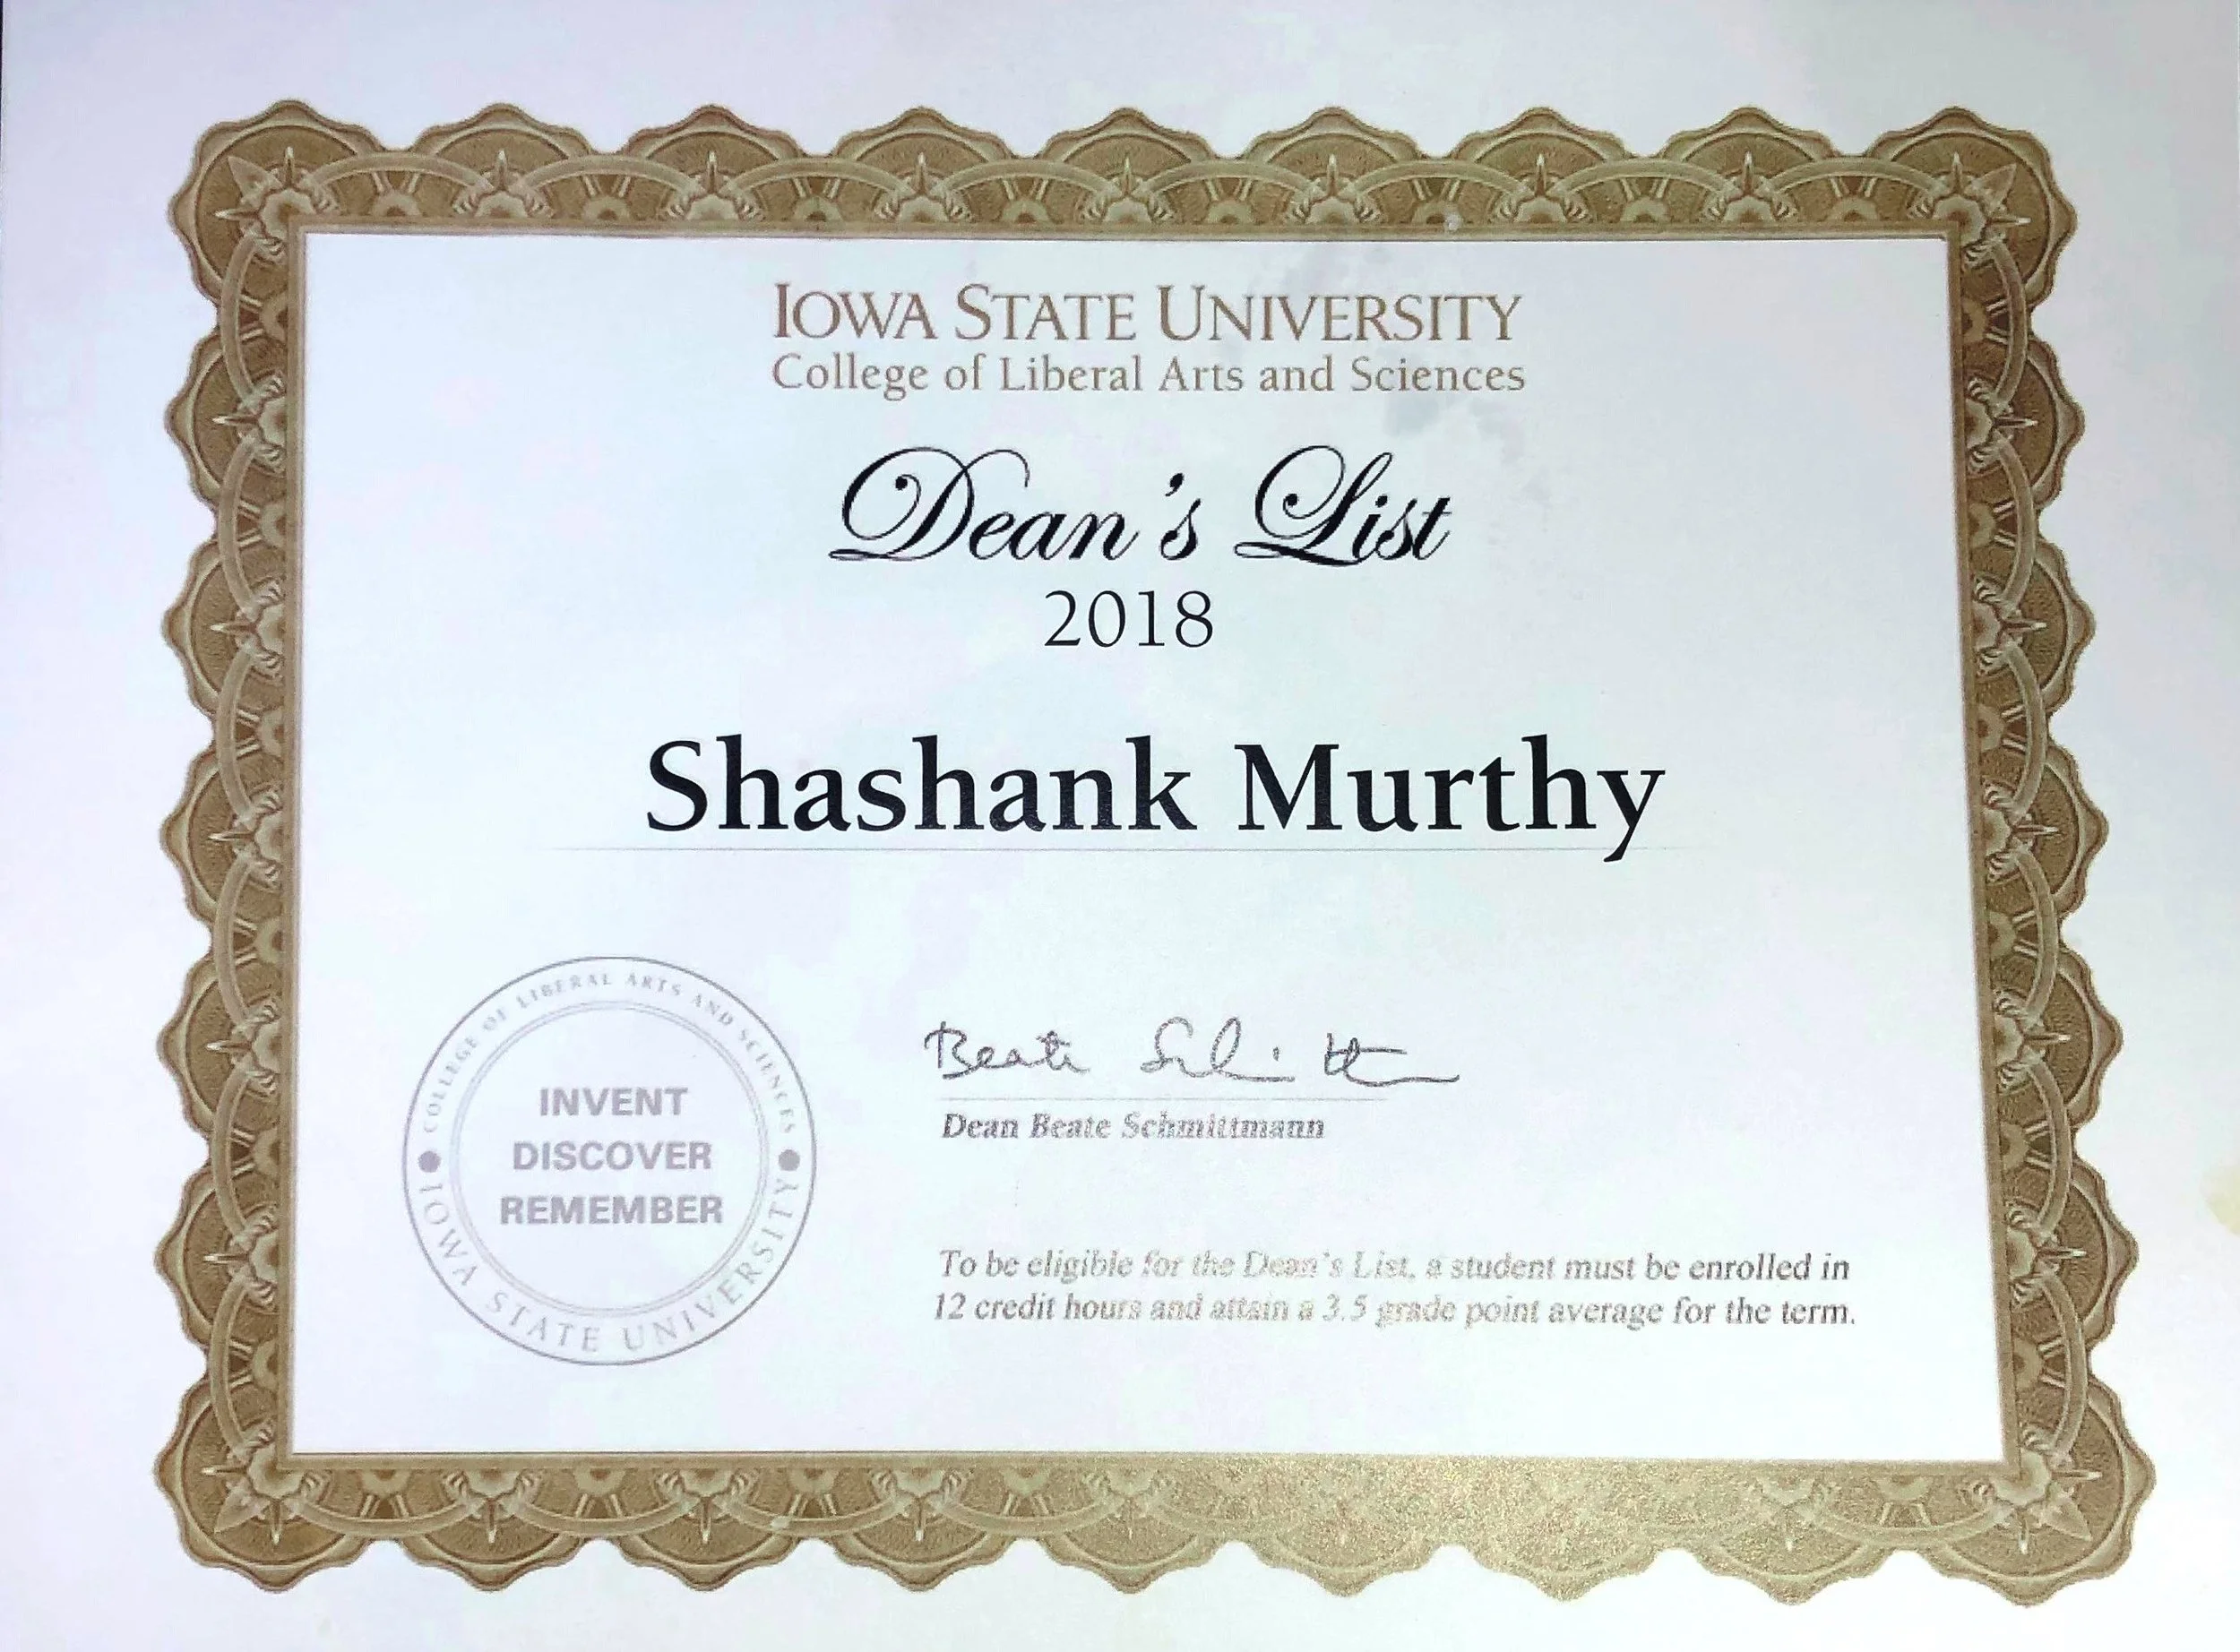 IOWA STATE UNIVERSITY
College of Liberal Arts and Sciences
Dean's List
2018
Shashank Murthy
COLLEGE OF LIBERAL ARTS AND SCIENCES
INVENT
DISCOVER
REMEMBER
IOWA STATE UNIVERSITY
Beate Schmittmann
Dean Beate Schmittmann
To be eligible for the Dean's List, a student must be enrolled in
12 credit hours and attain a 3.5 grade point average for the term.